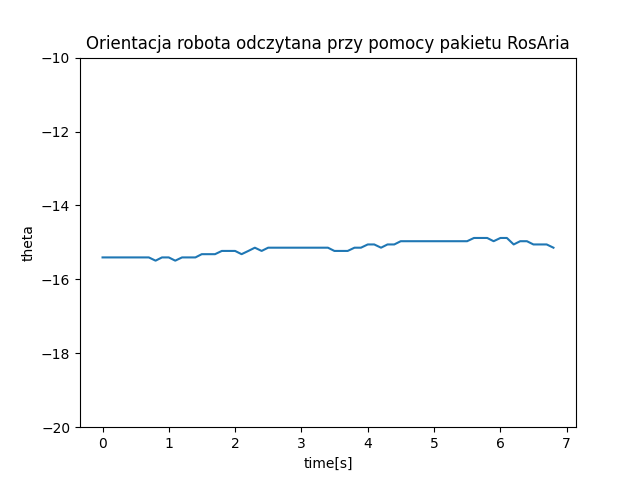 Orientacja robota odczytana przy pomocy pakietu RosAria
−10
−12
−14
−16
−18
−20
theta
0 1 2 3 4 5 6 7
time[s]